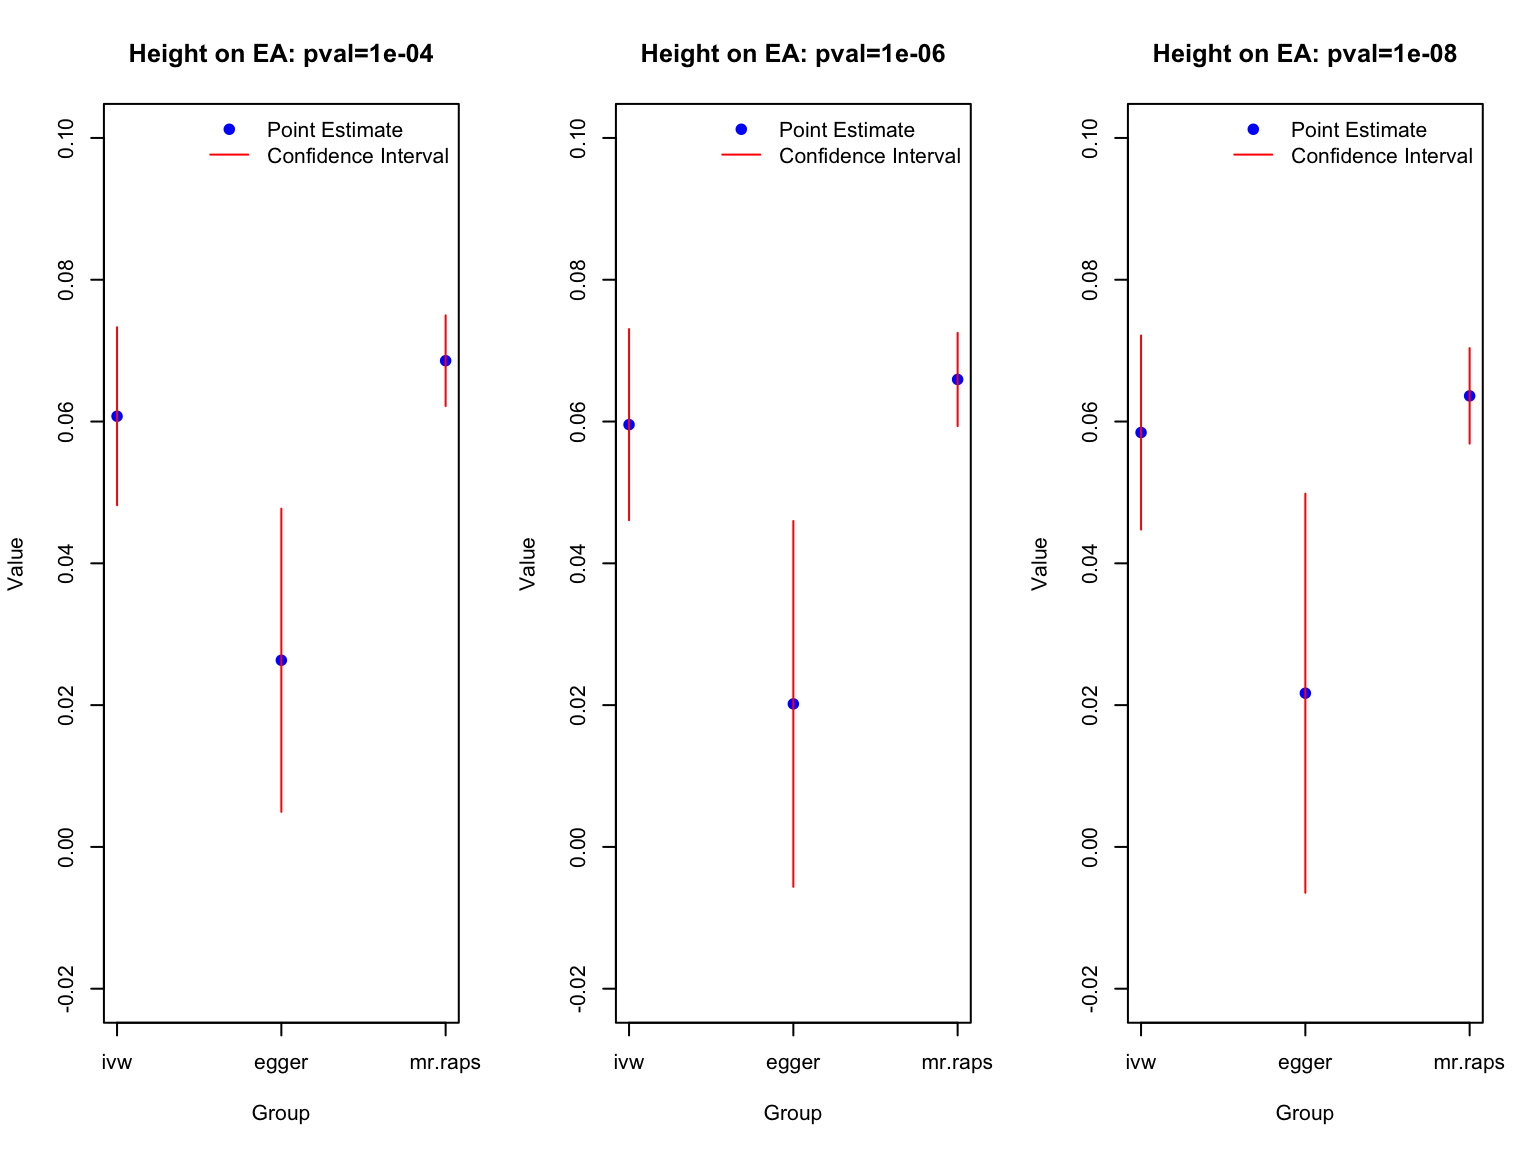 Height on EA: pval=1e-04
Point Estimate
Confidence Interval
0.10
0.08
0.06
0.04
0.02
0.00
-0.02
Value
ivw egger mr.raps
Group
Height on EA: pval=1e-06
Point Estimate
Confidence Interval
0.10
0.08
0.06
0.04
0.02
0.00
-0.02
Value
ivw egger mr.raps
Group
Height on EA: pval=1e-08
Point Estimate
Confidence Interval
0.10
0.08
0.06
0.04
0.02
0.00
-0.02
Value
ivw egger mr.raps
Group